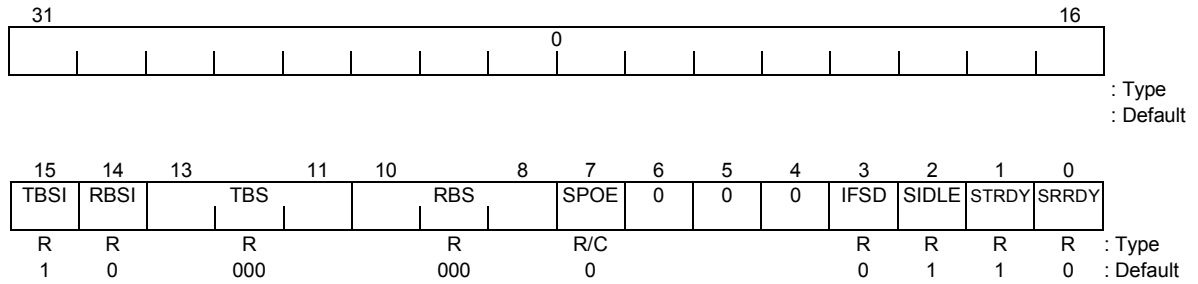 31 16
0
: Type
: Default
15 14 13 11 10 8 7 6 5 4 3 2 1 0
TBSI RBSI TBS RBS SPOE 0 0 0 IFSD SIDLE STRDY SRRDY
R R R R R/C R R R R : Type
1 0 000 000 0 0 1 1 0 : Default